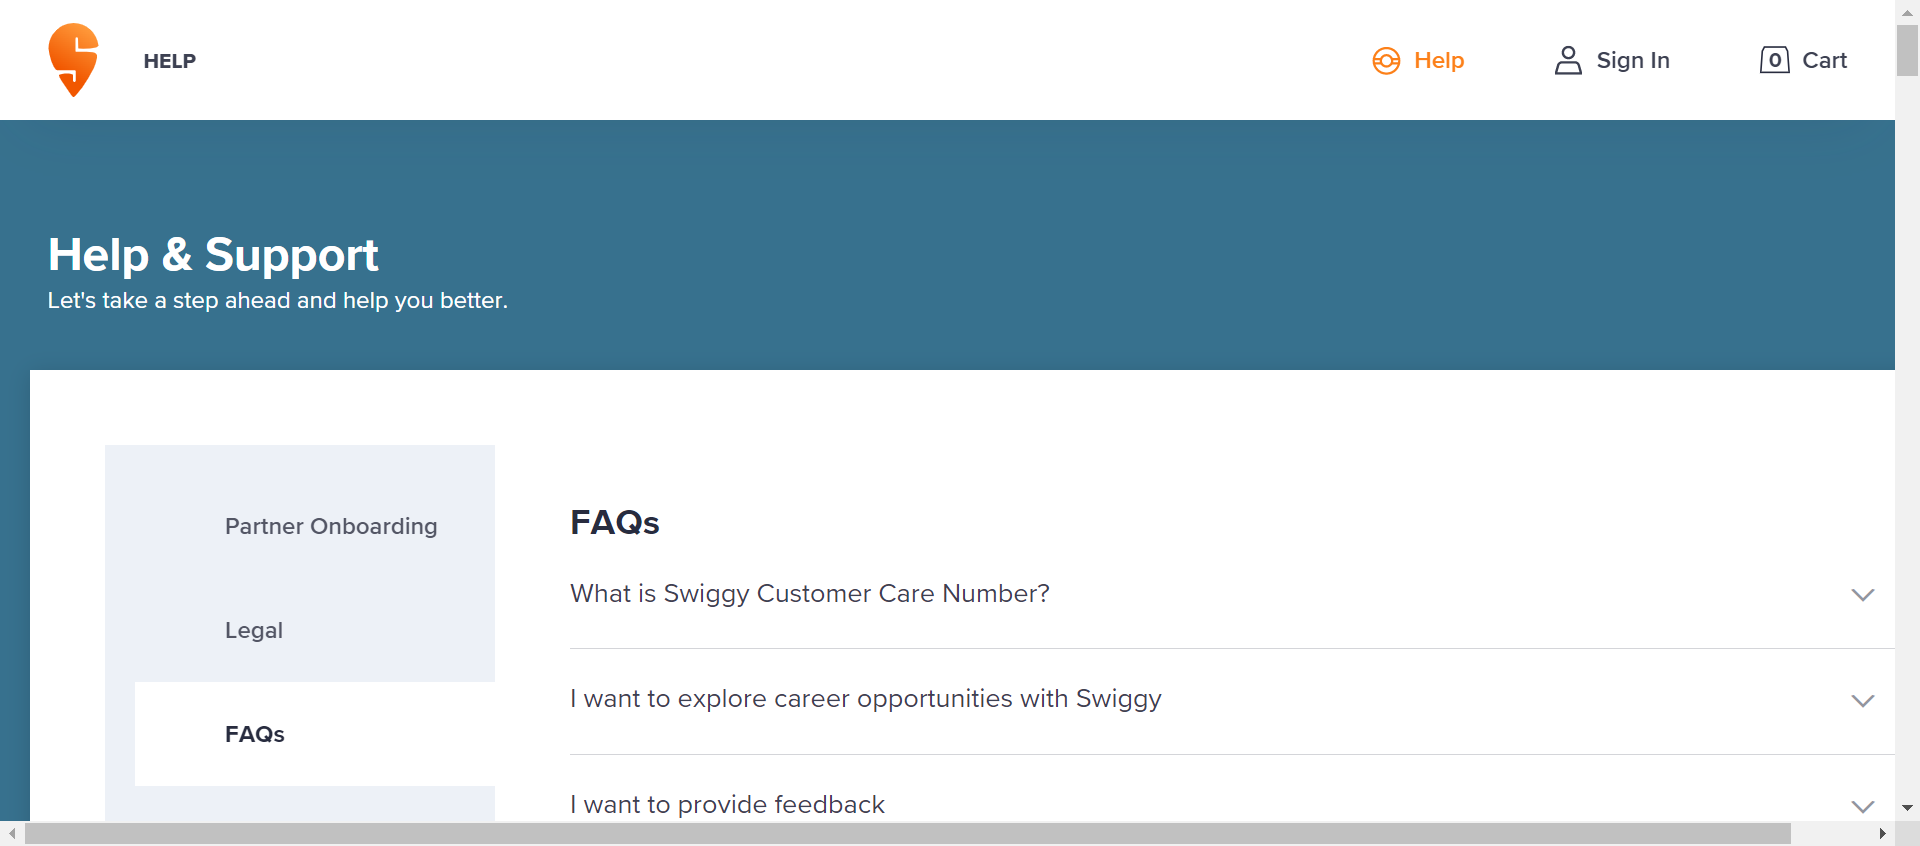 HELP
Help
Sign In
0
Cart
Help & Support
Let's take a step ahead and help you better.
Partner Onboarding
Legal
FAQs
FAQs
What is Swiggy Customer Care Number?
I want to explore career opportunities with Swiggy
I want to provide feedback